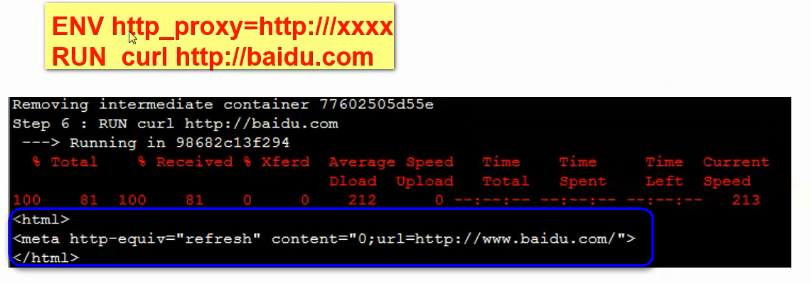 ENV http_proxy=http:///xxxx
RUN  curl http://baidu.com
Removing intermediate container 77602505d55e
Step 6 : RUN curl http://baidu.com
 ---> Running in 98682c13f294
  % Total    % Received % Xferd  Average Speed   Time    Time     Time  Current
                                 Dload  Upload   Total   Spent    Left  Speed
100    81  100    81    0     0    212      0 --:--:-- --:--:-- --:--:--   213
<html>
<meta http-equiv="refresh" content="0;url=http://www.baidu.com/">
</html>